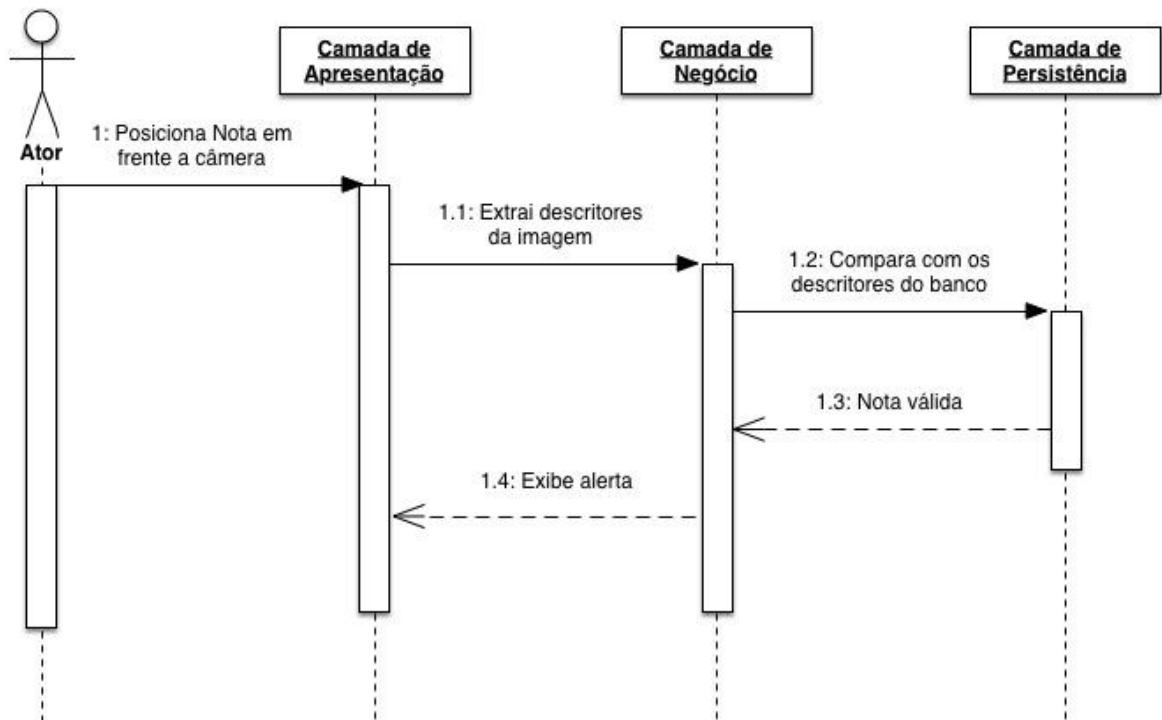 Camada de
Apresentação
Camada de
Negócio
Camada de
Persistência
Ator
1: Posiciona Nota em
frente a câmera
1.1: Extrai descritores
da imagem
1.2: Compara com os
descritores do banco
1.3: Nota válida
1.4: Exibe alerta